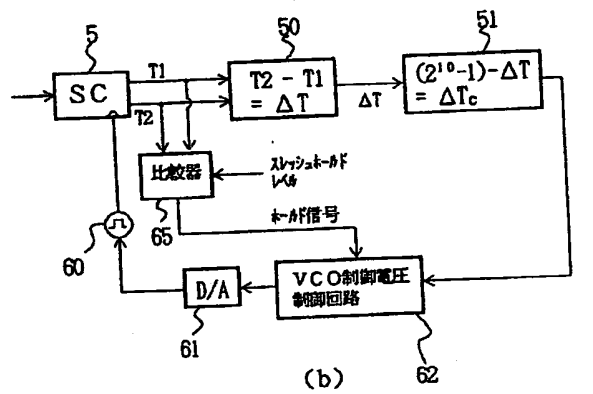 5
50
51
SC
T1
T2
T2 - T1
= ΔT
ΔT
(2¹⁰-1)-ΔT
= ΔTc
比較器
スレッシュホールド
レベル
65
ホールド信号
60
D/A
61
VCO制御電圧
制御回路
62
(b)